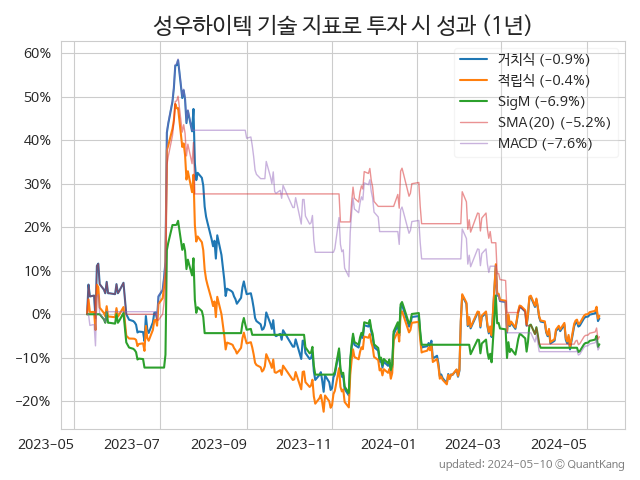 성우하이텍 기술 지표로 투자 시 성과 (1년)
60%
50%
40%
30%
20%
10%
0%
−10%
−20%
거치식 (−0.9%)
적립식 (−0.4%)
SigM (−6.9%)
SMA(20) (−5.2%)
MACD (−7.6%)
2023-05
2023-07
2023-09
2023-11
2024-01
2024-03
2024-05
updated: 2024-05-10 © QuantKang